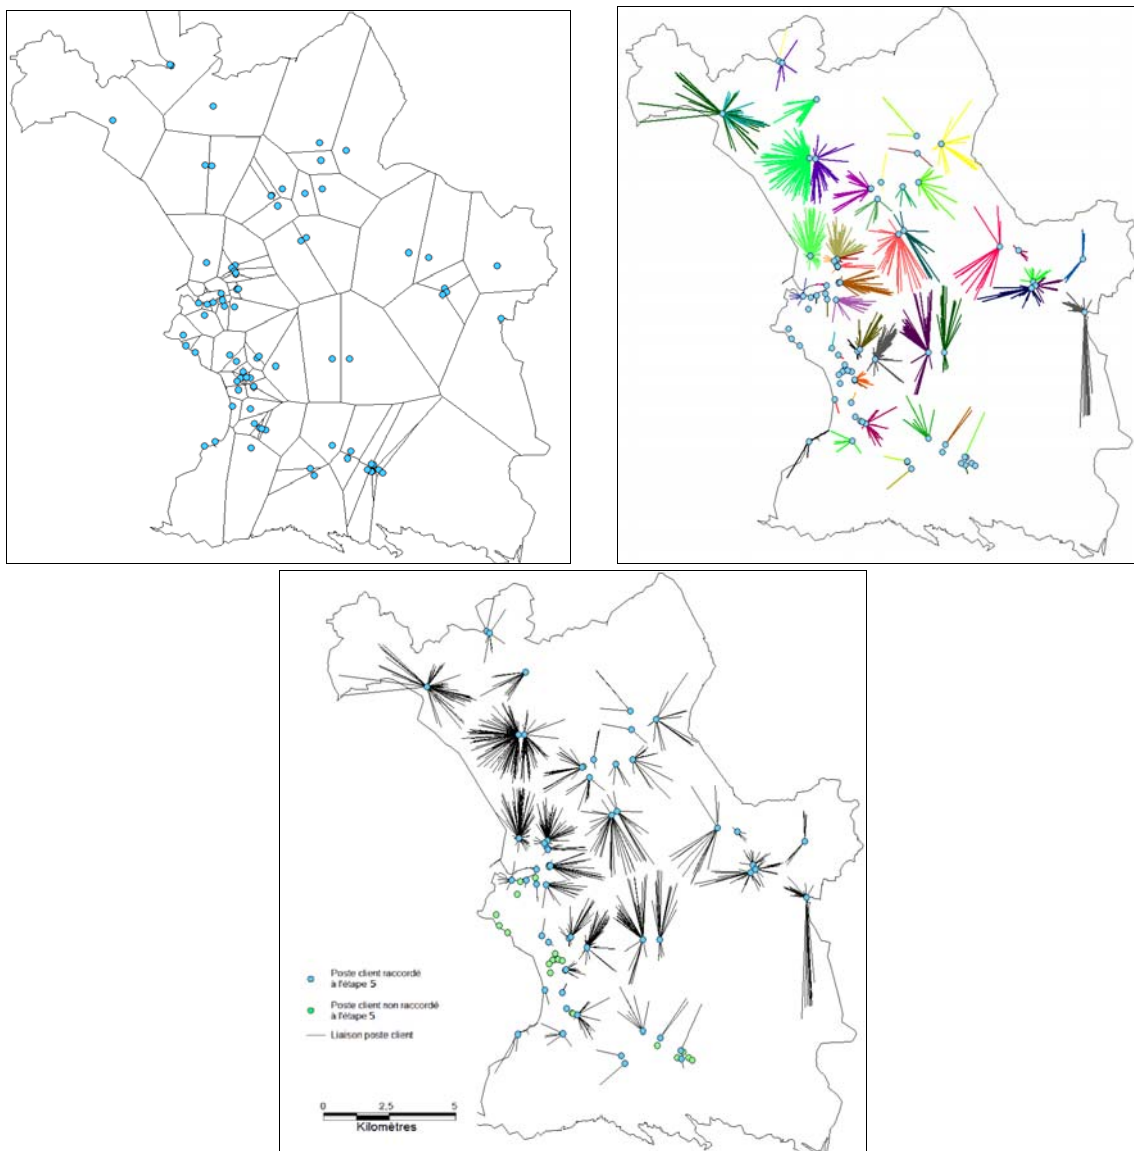 Poste client raccordé
à l'étape 5
Poste client non raccordé
à l'étape 5
Liaison poste client
0 2,5 5
Kilomètres